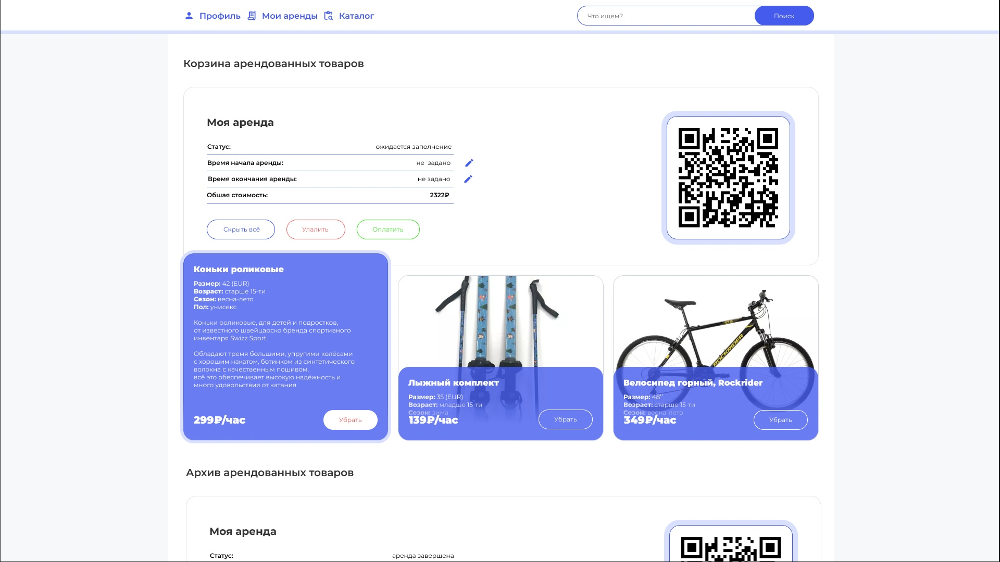 Профиль
Мои аренды
Каталог
Что ищем?
Поиск
Корзина арендованных товаров
Моя аренда
Статус: ожидается заполнение
Время начала аренды: не задано
Время окончания аренды: не задано
Обшая стоимость: 2322₽
Скрыть всё
Улалить
Оплатить
Коньки роликовые
Размер: 42 (EUR)
Возраст: старше 15-ти
Сезон: весна-лето
Пол: унисекс
Коньки роликовые, для детей и подростков,
от известного швейцарско бренда спортивного
инвентаря Swizz Sport.
Обладают тремя большими, упругими колёсами
с хорошим накатом, ботинком из синтетического
волокна с качественным пошивом,
всё это обеспечивает высокую надёжность и
много удовольствия от катания.
299₽/час
Убрать
Лыжный комплект
Размер: 35 (EUR)
Возраст: младше 15-ти
Сезон: зима
139₽/час
Убрать
ST30
ROCKRIDER
Велосипед горный, Rockrider
Размер: 48’’
Возраст: старше 15-ти
Сезон: весна-лето
349₽/час
Убрать
Архив арендованных товаров
Моя аренда
Статус: аренда завершена